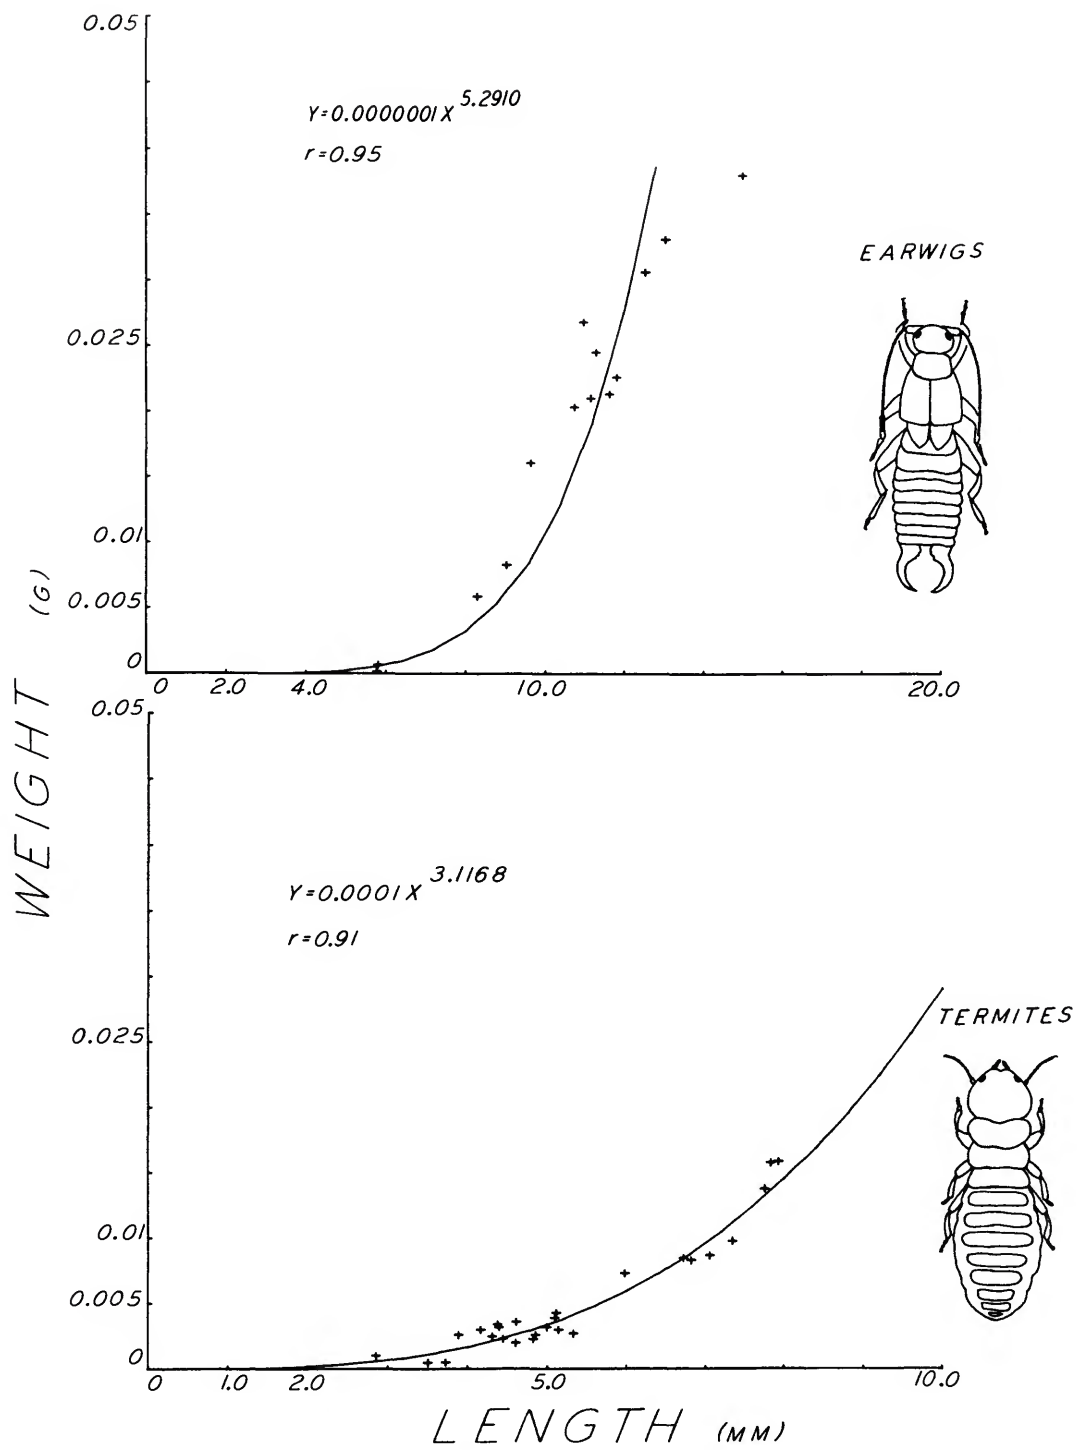 0.05
Y=0.0000001X^5.2910
r=0.95
EARWIGS
0.025
0.01
0.005
0
0 2.0 4.0 10.0 20.0
WEIGHT (G)
0.05
Y=0.0001X^3.1168
r=0.91
TERMITES
0.025
0.01
0.005
0
0 1.0 2.0 5.0 10.0
LENGTH (MM)